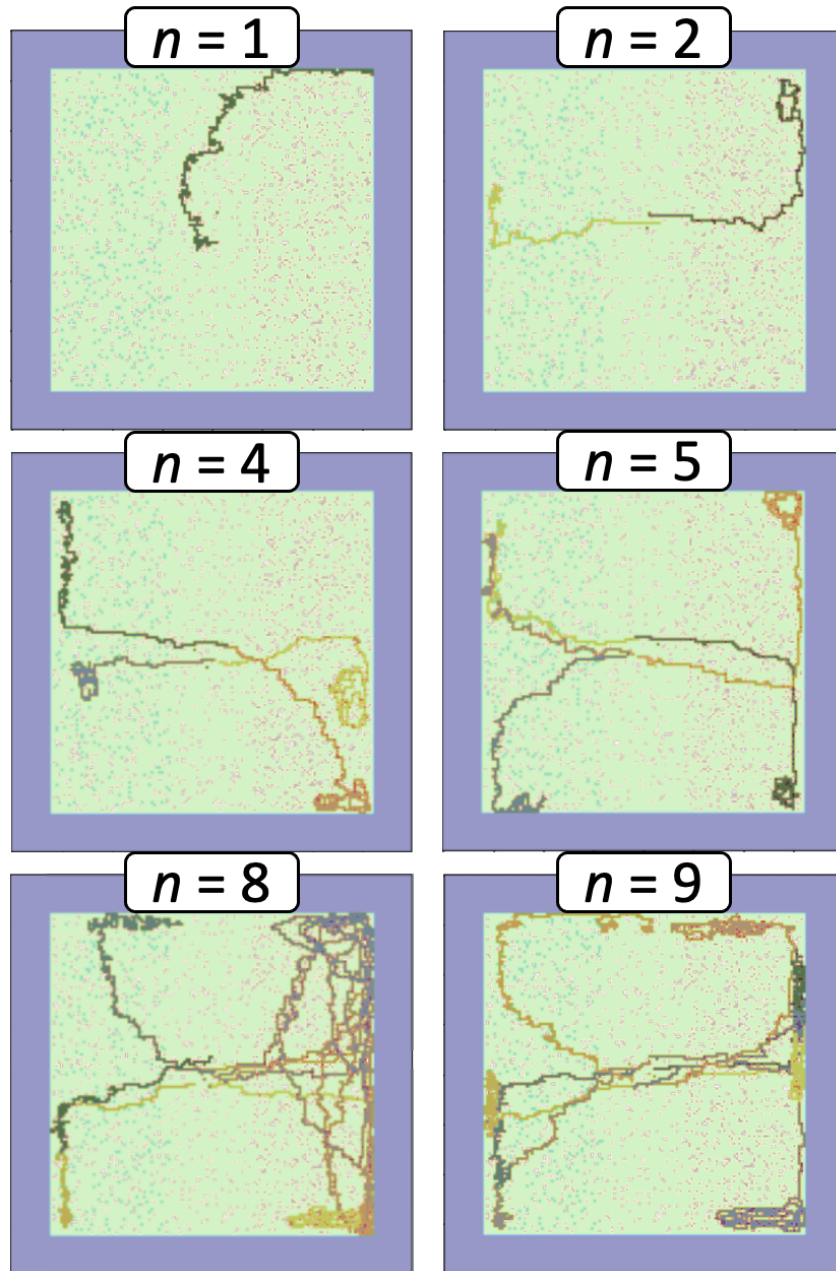 n = 1
n = 2
n = 4
n = 5
n = 8
n = 9